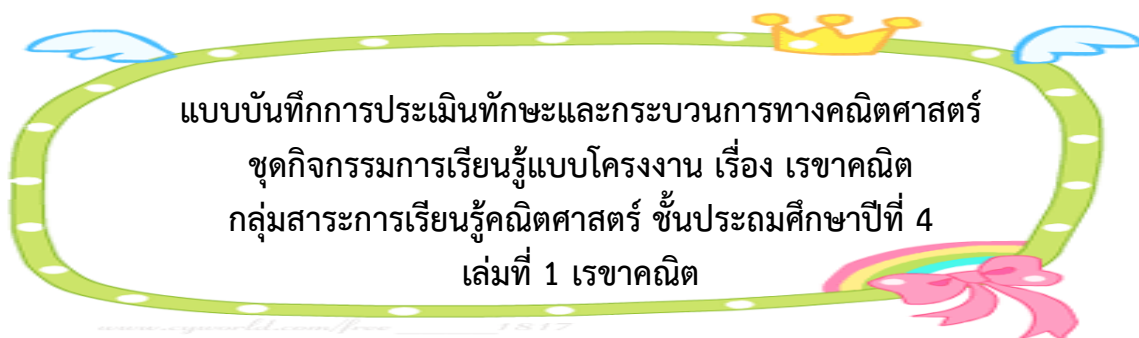 แบบบันทึกการประเมินทักษะและกระบวนการทางคณิตศาสตร์
ชุดกิจกรรมการเรียนรู้แบบโครงงาน เรื่อง เรขาคณิต
กลุ่มสาระการเรียนรู้คณิตศาสตร์ ชั้นประถมศึกษาปีที่ 4
เล่มที่ 1 เรขาคณิต